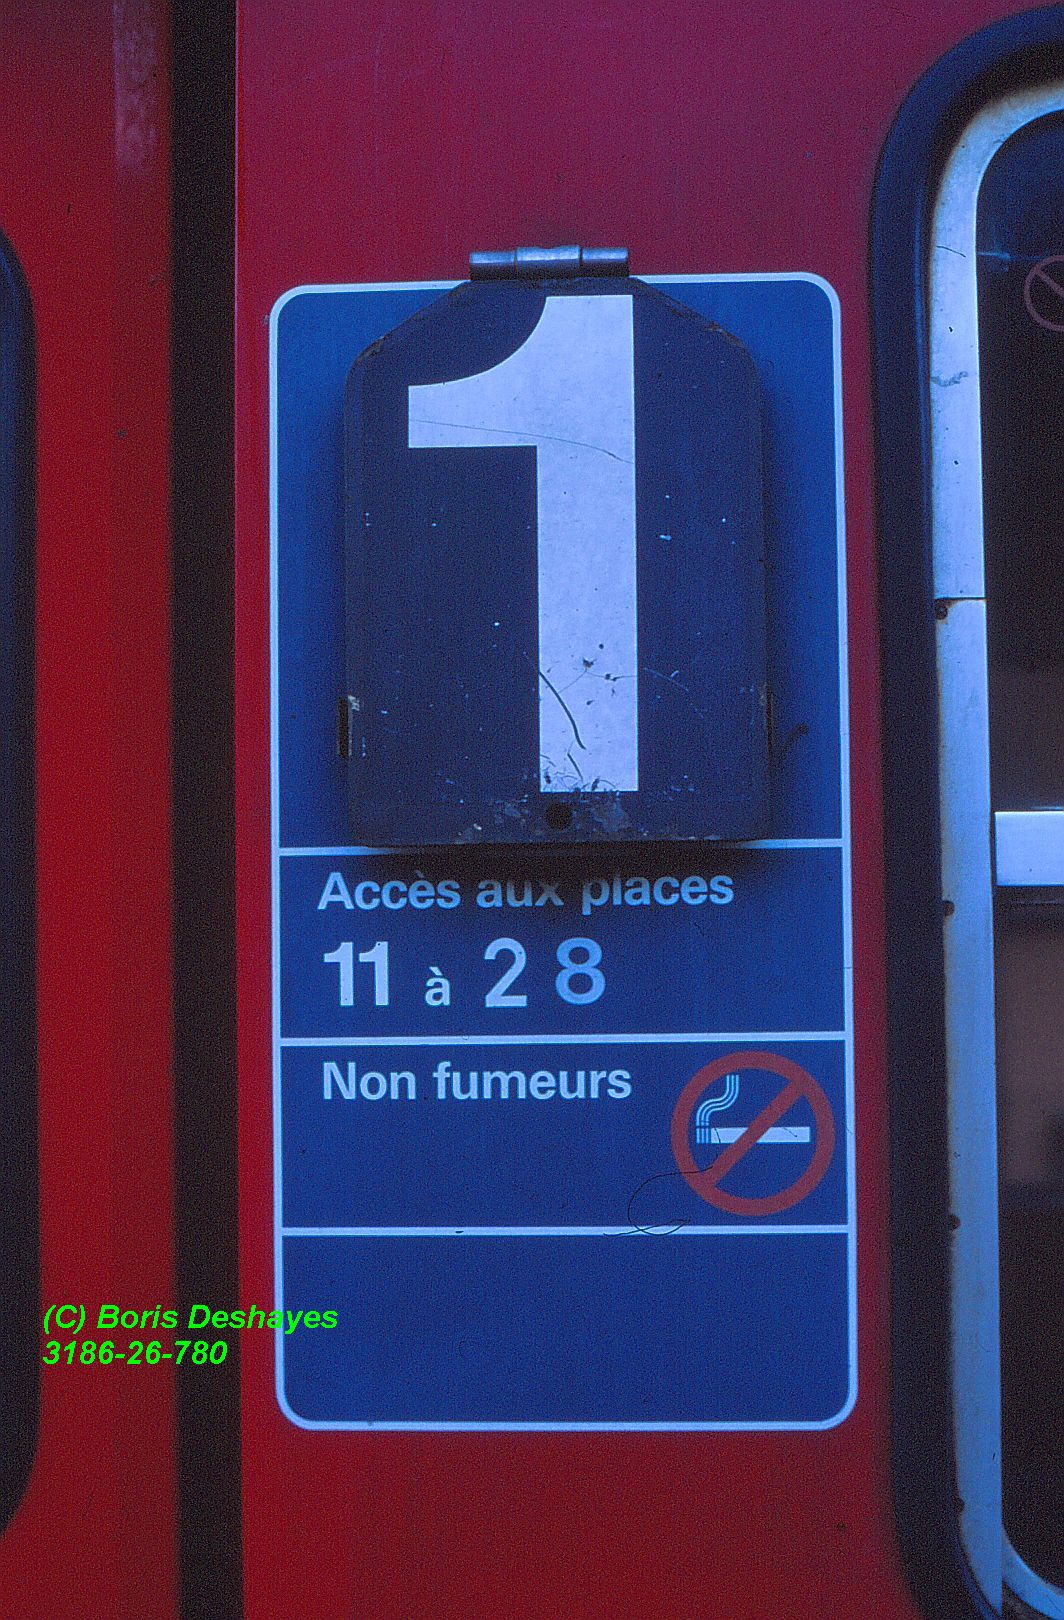 1
Accès aux places
11 à 28
Non fumeurs
(C) Boris Deshayes
3186-26-780